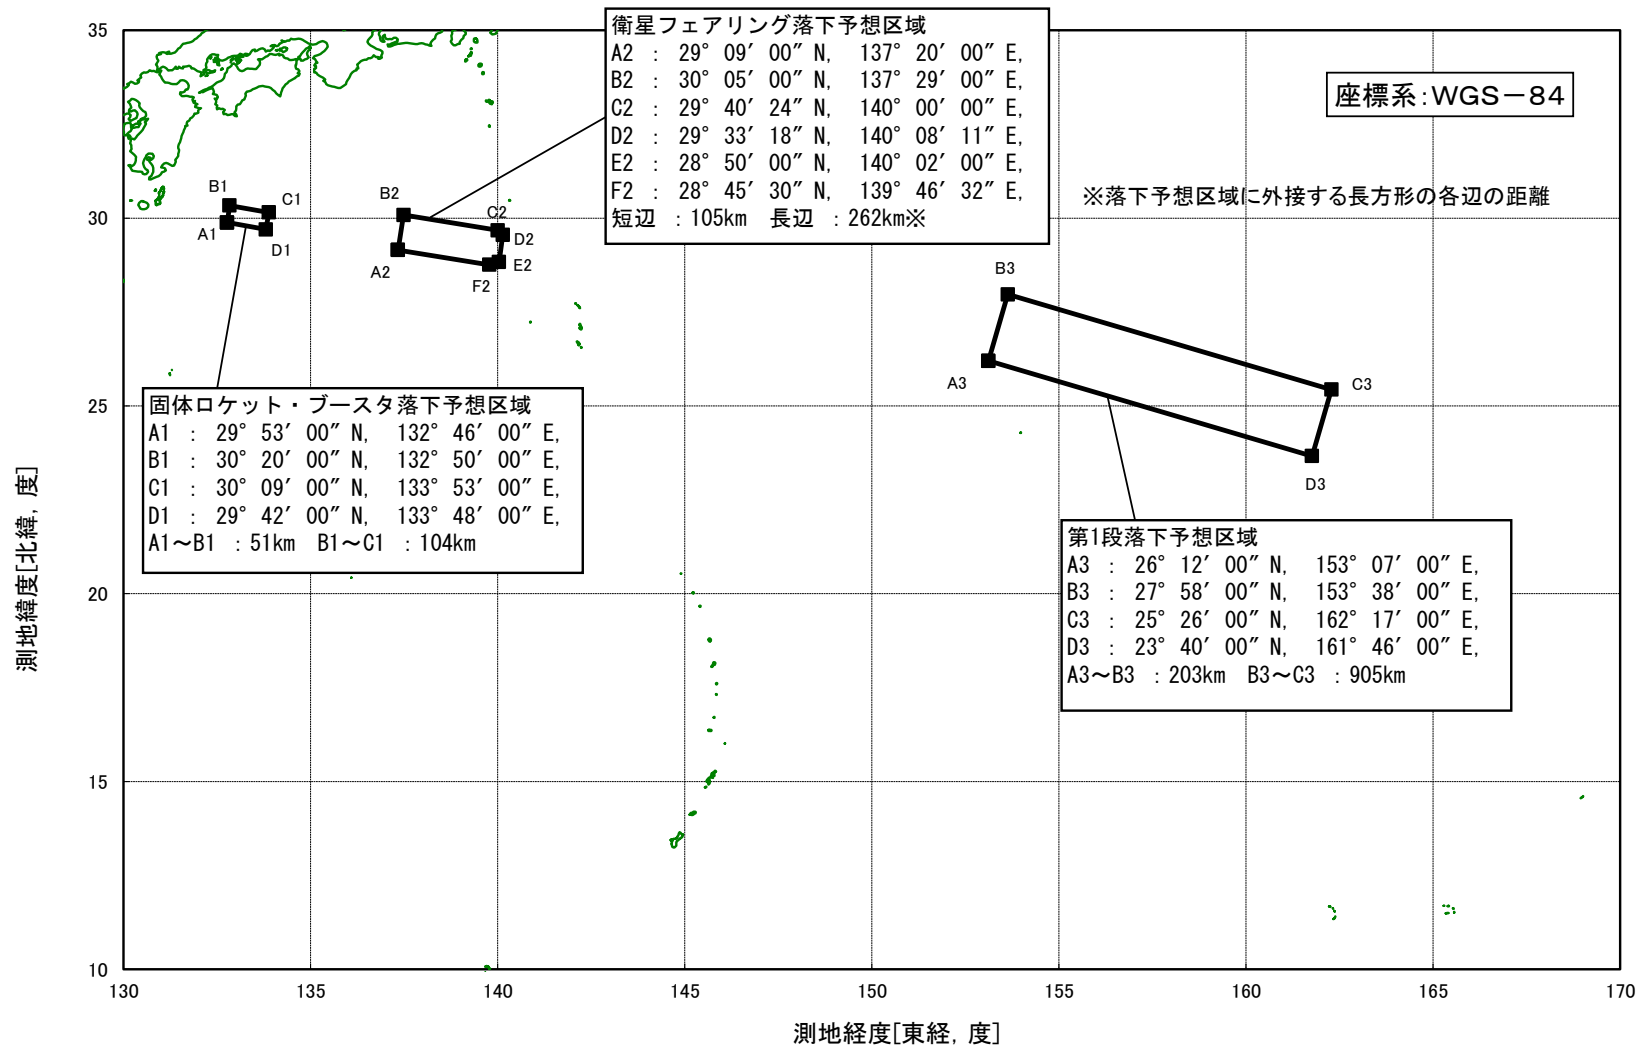 衛星フェアリング落下予想区域
A2 : 29° 09′ 00″ N, 137° 20′ 00″ E,
B2 : 30° 05′ 00″ N, 137° 29′ 00″ E,
C2 : 29° 40′ 24″ N, 140° 00′ 00″ E,
D2 : 29° 33′ 18″ N, 140° 08′ 11″ E,
E2 : 28° 50′ 00″ N, 140° 02′ 00″ E,
F2 : 28° 45′ 30″ N, 139° 46′ 32″ E,
短辺 : 105km 長辺 : 262km※
座標系:WGS－84
※落下予想区域に外接する長方形の各辺の距離
B1
C1
A1
D1
B2
C2
D2
A2
E2
F2
B3
A3
C3
D3
固体ロケット・ブースタ落下予想区域
A1 : 29° 53′ 00″ N, 132° 46′ 00″ E,
B1 : 30° 20′ 00″ N, 132° 50′ 00″ E,
C1 : 30° 09′ 00″ N, 133° 53′ 00″ E,
D1 : 29° 42′ 00″ N, 133° 48′ 00″ E,
A1～B1 : 51km B1～C1 : 104km
第1段落下予想区域
A3 : 26° 12′ 00″ N, 153° 07′ 00″ E,
B3 : 27° 58′ 00″ N, 153° 38′ 00″ E,
C3 : 25° 26′ 00″ N, 162° 17′ 00″ E,
D3 : 23° 40′ 00″ N, 161° 46′ 00″ E,
A3～B3 : 203km B3～C3 : 905km
35
30
25
20
15
10
測地緯度[北緯, 度]
130 135 140 145 150 155 160 165 170
測地経度[東経, 度]